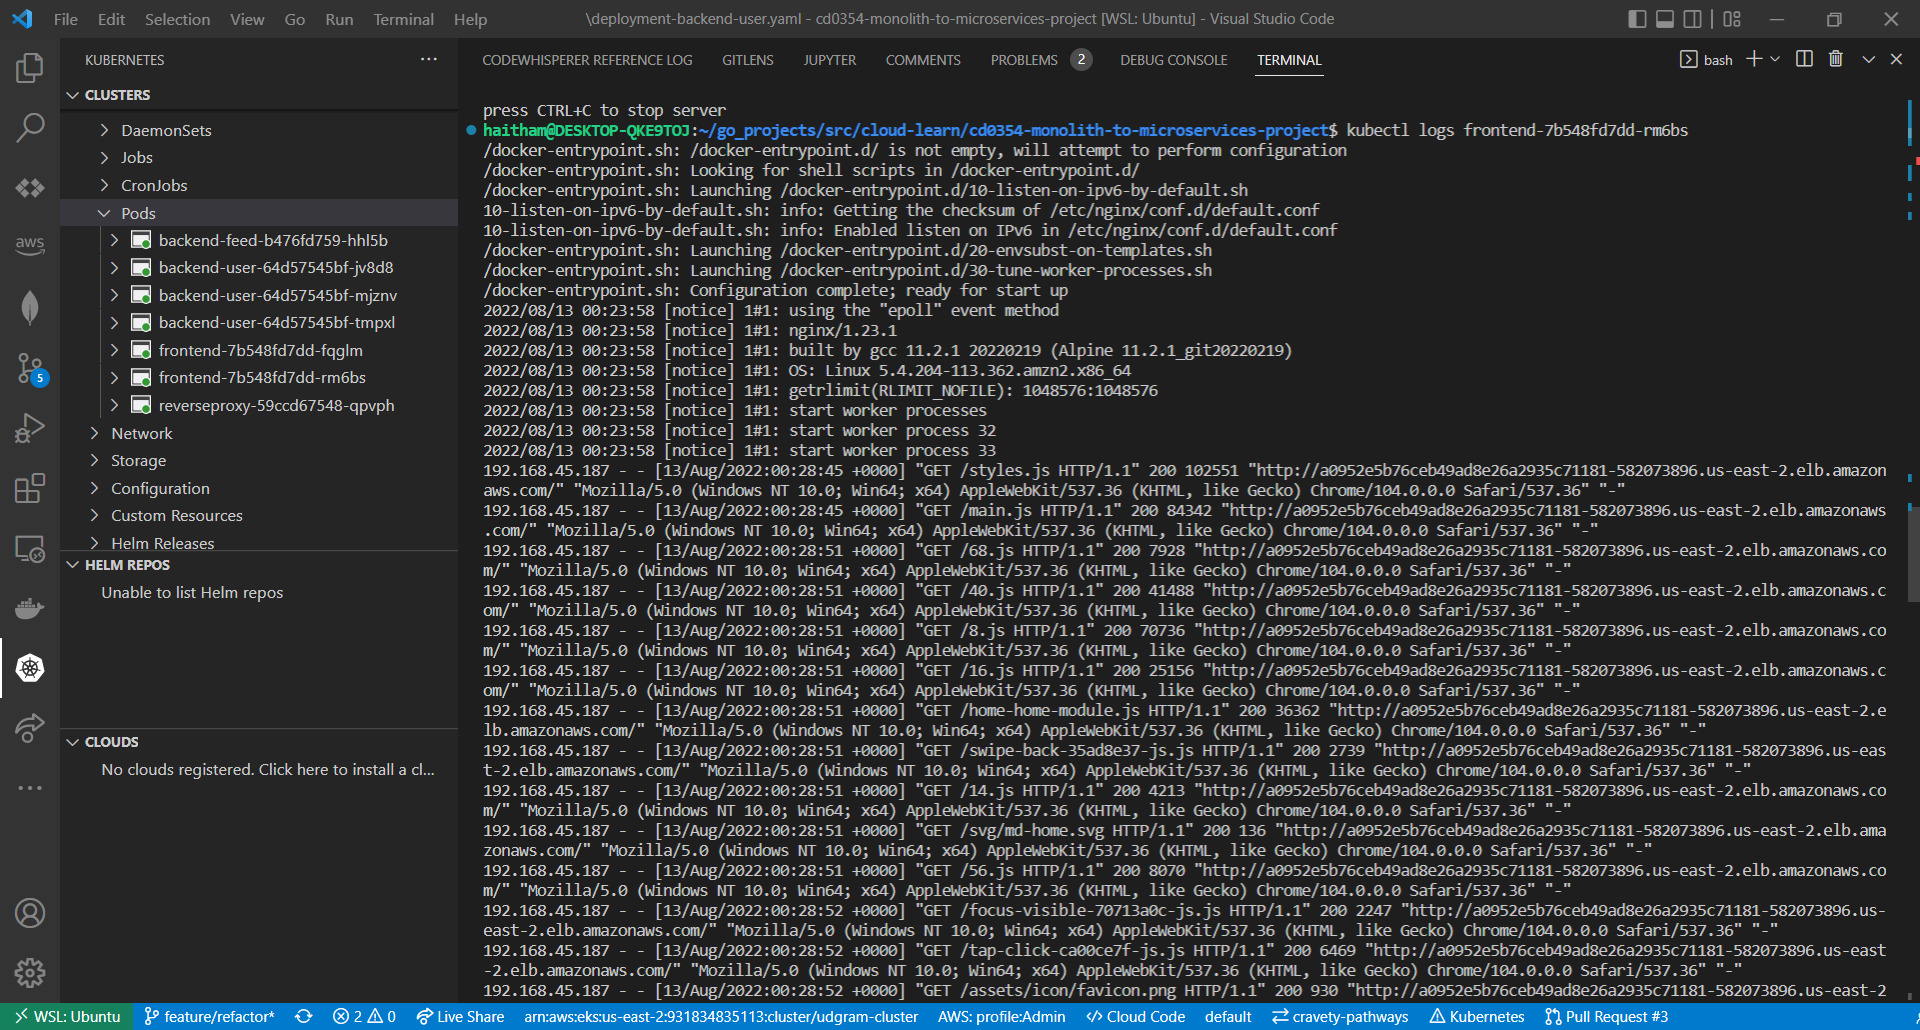 File Edit Selection View Go Run Terminal Help
\deployment-backend-user.yaml - cd0354-monolith-to-microservices-project [WSL: Ubuntu] - Visual Studio Code
KUBERNETES
CLUSTERS
DaemonSets
Jobs
CronJobs
Pods
backend-feed-b476fd759-hhl5b
backend-user-64d57545bf-jv8d8
backend-user-64d57545bf-mjznv
backend-user-64d57545bf-tmpxl
frontend-7b548fd7dd-fqglm
frontend-7b548fd7dd-rm6bs
reverseproxy-59ccd67548-qpvph
Network
Storage
Configuration
Custom Resources
Helm Releases
HELM REPOS
Unable to list Helm repos
CLOUDS
No clouds registered. Click here to install a cl...
aws
5
CODEWHISPERER REFERENCE LOG GITLENS JUPYTER COMMENTS PROBLEMS 2 DEBUG CONSOLE TERMINAL
bash
press CTRL+C to stop server
haitham@DESKTOP-QKE9TOJ:~/go_projects/src/cloud-learn/cd0354-monolith-to-microservices-project$ kubectl logs frontend-7b548fd7dd-rm6bs
/docker-entrypoint.sh: /docker-entrypoint.d/ is not empty, will attempt to perform configuration
/docker-entrypoint.sh: Looking for shell scripts in /docker-entrypoint.d/
/docker-entrypoint.sh: Launching /docker-entrypoint.d/10-listen-on-ipv6-by-default.sh
10-listen-on-ipv6-by-default.sh: info: Getting the checksum of /etc/nginx/conf.d/default.conf
10-listen-on-ipv6-by-default.sh: info: Enabled listen on IPv6 in /etc/nginx/conf.d/default.conf
/docker-entrypoint.sh: Launching /docker-entrypoint.d/20-envsubst-on-templates.sh
/docker-entrypoint.sh: Launching /docker-entrypoint.d/30-tune-worker-processes.sh
/docker-entrypoint.sh: Configuration complete; ready for start up
2022/08/13 00:23:58 [notice] 1#1: using the "epoll" event method
2022/08/13 00:23:58 [notice] 1#1: nginx/1.23.1
2022/08/13 00:23:58 [notice] 1#1: built by gcc 11.2.1 20220219 (Alpine 11.2.1_git20220219)
2022/08/13 00:23:58 [notice] 1#1: OS: Linux 5.4.204-113.362.amzn2.x86_64
2022/08/13 00:23:58 [notice] 1#1: getrlimit(RLIMIT_NOFILE): 1048576:1048576
2022/08/13 00:23:58 [notice] 1#1: start worker processes
2022/08/13 00:23:58 [notice] 1#1: start worker process 32
2022/08/13 00:23:58 [notice] 1#1: start worker process 33
192.168.45.187 - - [13/Aug/2022:00:28:45 +0000] "GET /styles.js HTTP/1.1" 200 102551 "http://a0952e5b76ceb49ad8e26a2935c71181-582073896.us-east-2.elb.amazon
aws.com/" "Mozilla/5.0 (Windows NT 10.0; Win64; x64) AppleWebKit/537.36 (KHTML, like Gecko) Chrome/104.0.0.0 Safari/537.36" "-"
192.168.45.187 - - [13/Aug/2022:00:28:45 +0000] "GET /main.js HTTP/1.1" 200 84342 "http://a0952e5b76ceb49ad8e26a2935c71181-582073896.us-east-2.elb.amazonaws
.com/" "Mozilla/5.0 (Windows NT 10.0; Win64; x64) AppleWebKit/537.36 (KHTML, like Gecko) Chrome/104.0.0.0 Safari/537.36" "-"
192.168.45.187 - - [13/Aug/2022:00:28:51 +0000] "GET /68.js HTTP/1.1" 200 7928 "http://a0952e5b76ceb49ad8e26a2935c71181-582073896.us-east-2.elb.amazonaws.co
m/" "Mozilla/5.0 (Windows NT 10.0; Win64; x64) AppleWebKit/537.36 (KHTML, like Gecko) Chrome/104.0.0.0 Safari/537.36" "-"
192.168.45.187 - - [13/Aug/2022:00:28:51 +0000] "GET /40.js HTTP/1.1" 200 41488 "http://a0952e5b76ceb49ad8e26a2935c71181-582073896.us-east-2.elb.amazonaws.c
om/" "Mozilla/5.0 (Windows NT 10.0; Win64; x64) AppleWebKit/537.36 (KHTML, like Gecko) Chrome/104.0.0.0 Safari/537.36" "-"
192.168.45.187 - - [13/Aug/2022:00:28:51 +0000] "GET /8.js HTTP/1.1" 200 70736 "http://a0952e5b76ceb49ad8e26a2935c71181-582073896.us-east-2.elb.amazonaws.co
m/" "Mozilla/5.0 (Windows NT 10.0; Win64; x64) AppleWebKit/537.36 (KHTML, like Gecko) Chrome/104.0.0.0 Safari/537.36" "-"
192.168.45.187 - - [13/Aug/2022:00:28:51 +0000] "GET /16.js HTTP/1.1" 200 25156 "http://a0952e5b76ceb49ad8e26a2935c71181-582073896.us-east-2.elb.amazonaws.c
om/" "Mozilla/5.0 (Windows NT 10.0; Win64; x64) AppleWebKit/537.36 (KHTML, like Gecko) Chrome/104.0.0.0 Safari/537.36" "-"
192.168.45.187 - - [13/Aug/2022:00:28:51 +0000] "GET /home-home-module.js HTTP/1.1" 200 36362 "http://a0952e5b76ceb49ad8e26a2935c71181-582073896.us-east-2.e
lb.amazonaws.com/" "Mozilla/5.0 (Windows NT 10.0; Win64; x64) AppleWebKit/537.36 (KHTML, like Gecko) Chrome/104.0.0.0 Safari/537.36" "-"
192.168.45.187 - - [13/Aug/2022:00:28:51 +0000] "GET /swipe-back-35ad8e37-js.js HTTP/1.1" 200 2739 "http://a0952e5b76ceb49ad8e26a2935c71181-582073896.us-eas
t-2.elb.amazonaws.com/" "Mozilla/5.0 (Windows NT 10.0; Win64; x64) AppleWebKit/537.36 (KHTML, like Gecko) Chrome/104.0.0.0 Safari/537.36" "-"
192.168.45.187 - - [13/Aug/2022:00:28:51 +0000] "GET /14.js HTTP/1.1" 200 4213 "http://a0952e5b76ceb49ad8e26a2935c71181-582073896.us-east-2.elb.amazonaws.co
m/" "Mozilla/5.0 (Windows NT 10.0; Win64; x64) AppleWebKit/537.36 (KHTML, like Gecko) Chrome/104.0.0.0 Safari/537.36" "-"
192.168.45.187 - - [13/Aug/2022:00:28:51 +0000] "GET /svg/md-home.svg HTTP/1.1" 200 136 "http://a0952e5b76ceb49ad8e26a2935c71181-582073896.us-east-2.elb.ama
zonaws.com/" "Mozilla/5.0 (Windows NT 10.0; Win64; x64) AppleWebKit/537.36 (KHTML, like Gecko) Chrome/104.0.0.0 Safari/537.36" "-"
192.168.45.187 - - [13/Aug/2022:00:28:51 +0000] "GET /56.js HTTP/1.1" 200 8070 "http://a0952e5b76ceb49ad8e26a2935c71181-582073896.us-east-2.elb.amazonaws.co
m/" "Mozilla/5.0 (Windows NT 10.0; Win64; x64) AppleWebKit/537.36 (KHTML, like Gecko) Chrome/104.0.0.0 Safari/537.36" "-"
192.168.45.187 - - [13/Aug/2022:00:28:52 +0000] "GET /focus-visible-70713a0c-js.js HTTP/1.1" 200 2247 "http://a0952e5b76ceb49ad8e26a2935c71181-582073896.us-
east-2.elb.amazonaws.com/" "Mozilla/5.0 (Windows NT 10.0; Win64; x64) AppleWebKit/537.36 (KHTML, like Gecko) Chrome/104.0.0.0 Safari/537.36" "-"
192.168.45.187 - - [13/Aug/2022:00:28:52 +0000] "GET /tap-click-ca00ce7f-js.js HTTP/1.1" 200 6469 "http://a0952e5b76ceb49ad8e26a2935c71181-582073896.us-east
-2.elb.amazonaws.com/" "Mozilla/5.0 (Windows NT 10.0; Win64; x64) AppleWebKit/537.36 (KHTML, like Gecko) Chrome/104.0.0.0 Safari/537.36" "-"
192.168.45.187 - - [13/Aug/2022:00:28:52 +0000] "GET /assets/icon/favicon.png HTTP/1.1" 200 930 "http://a0952e5b76ceb49ad8e26a2935c71181-582073896.us-east-2
WSL: Ubuntu feature/refactor* 2 0 Live Share arn:aws:eks:us-east-2:931834835113:cluster/udgram-cluster AWS: profile:Admin Cloud Code default cravety-pathways Kubernetes Pull Request #3